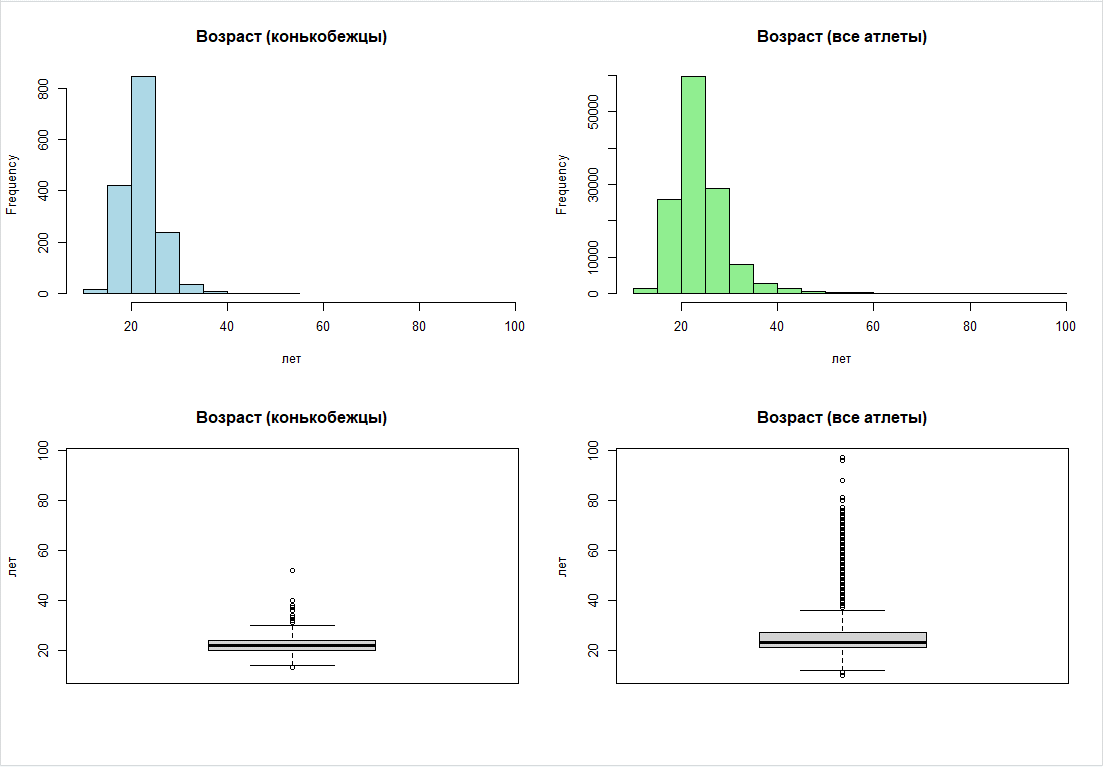 Возраст (конькобежцы)
Frequency
0 200 400 600 800
20 40 60 80 100
лет
Возраст (все атлеты)
Frequency
0 10000 30000 50000
20 40 60 80 100
лет
Возраст (конькобежцы)
лет
20 40 60 80 100
Возраст (все атлеты)
лет
20 40 60 80 100